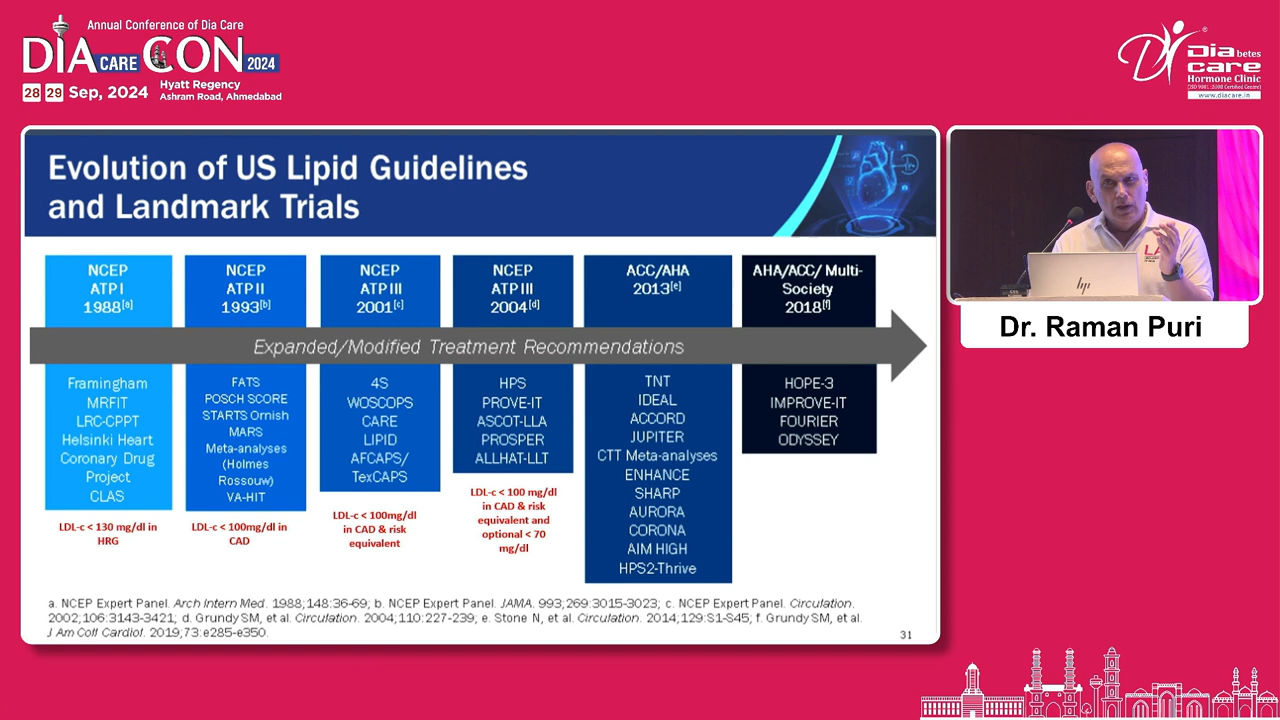 Annual Conference of Dia Care
DIA CARE CON 2024
28 29 Sep, 2024
Hyatt Regency
Ashram Road, Ahmedabad
Diabetes
care
Hormone Clinic
(ISO 9001 :2008 Certified Centre)
www.diacare.in
Evolution of US Lipid Guidelines
and Landmark Trials
NCEP
ATP I
1988[a]
NCEP
ATP II
1993[b]
NCEP
ATP III
2001[c]
NCEP
ATP III
2004[d]
ACC/AHA
2013[e]
AHA/ACC/ Multi-
Society
2018[f]
Expanded/Modified Treatment Recommendations
Framingham
MRFIT
LRC-CPPT
Helsinki Heart
Coronary Drug
Project
CLAS
LDL-c < 130 mg/dl in
HRG
FATS
POSCH SCORE
STARTS Ornish
MARS
Meta-analyses
(Holmes
Rossouw)
VA-HIT
LDL-c < 100mg/dl in
CAD
4S
WOSCOPS
CARE
LIPID
AFCAPS/
TexCAPS
LDL-c < 100mg/dl
in CAD & risk
equivalent
HPS
PROVE-IT
ASCOT-LLA
PROSPER
ALLHAT-LLT
LDL-c < 100 mg/dl
in CAD & risk
equivalent and
optional < 70
mg/dl
TNT
IDEAL
ACCORD
JUPITER
CTT Meta-analyses
ENHANCE
SHARP
AURORA
CORONA
AIM HIGH
HPS2-Thrive
HOPE-3
IMPROVE-IT
FOURIER
ODYSSEY
a. NCEP Expert Panel. Arch Intern Med. 1988;148:36-69; b. NCEP Expert Panel. JAMA. 993;269:3015-3023; c. NCEP Expert Panel. Circulation.
2002;106:3143-3421; d. Grundy SM, et al. Circulation. 2004;110:227-239; e. Stone N, et al. Circulation. 2014;129:S1-S45; f. Grundy SM, et al.
J Am Coll Cardiol. 2019;73:e285-e350.
31
hp
Dr. Raman Puri